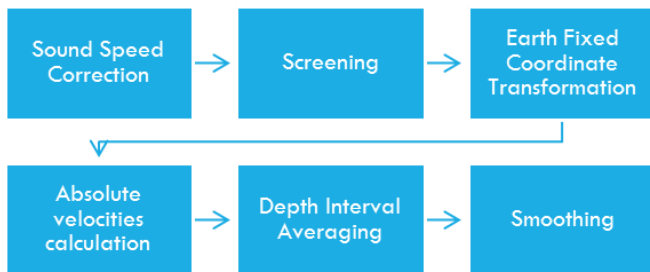 Sound Speed
Correction
Screening
Earth Fixed
Coordinate
Transformation
Absolute
velocities
calculation
Depth Interval
Averaging
Smoothing